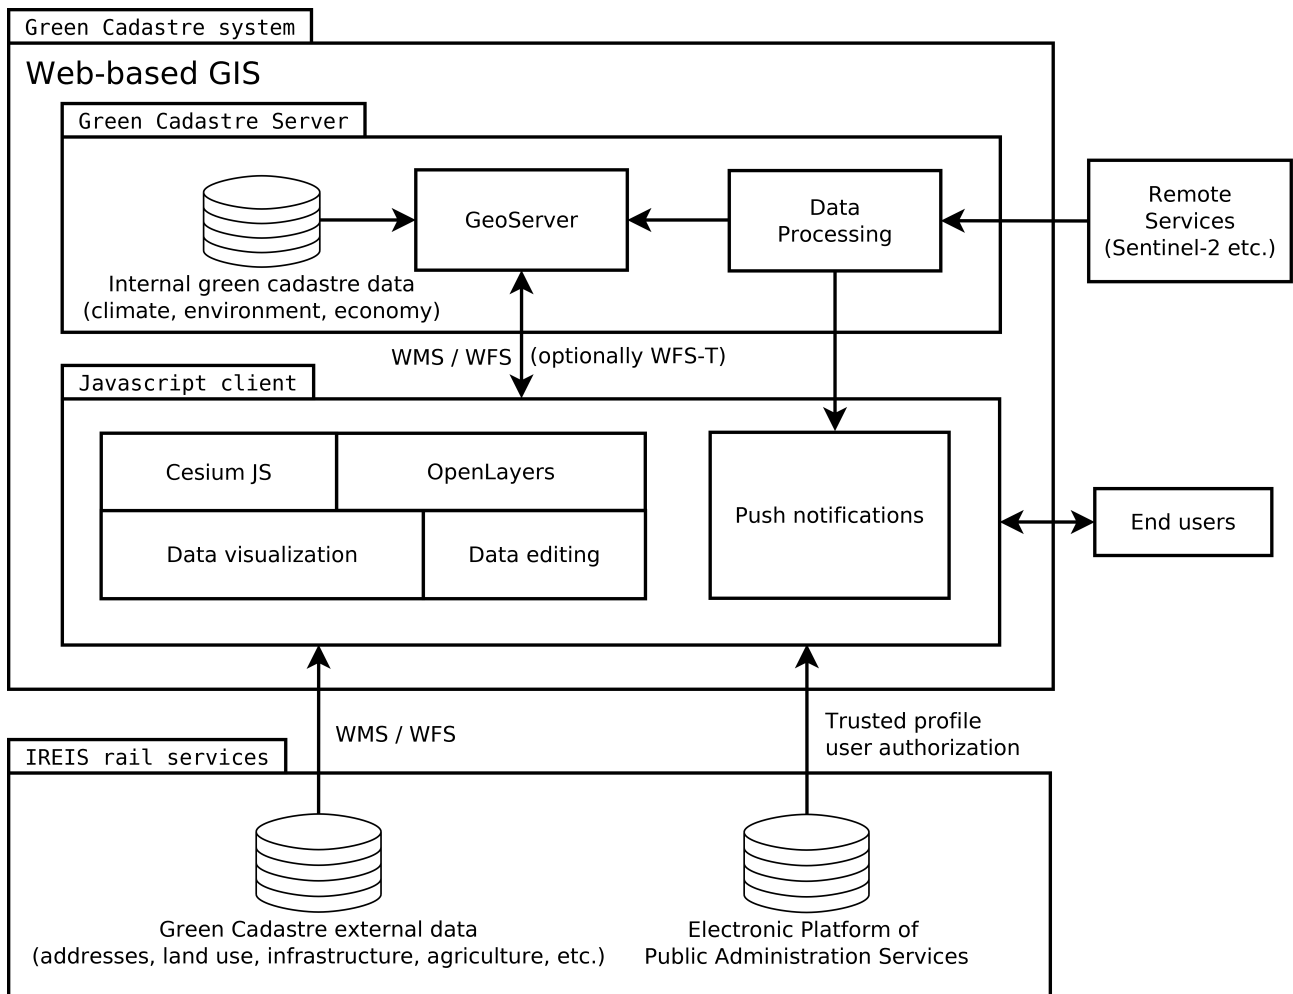 Green Cadastre system
Web-based GIS
Green Cadastre Server
GeoServer
Data
Processing
Remote
Services
(Sentinel-2 etc.)
Internal green cadastre data
(climate, environment, economy)
WMS / WFS
(optionally WFS-T)
Javascript client
Cesium JS
OpenLayers
Data visualization
Data editing
Push notifications
End users
WMS / WFS
Trusted profile
user authorization
IREIS rail services
Green Cadastre external data
(addresses, land use, infrastructure, agriculture, etc.)
Electronic Platform of
Public Administration Services